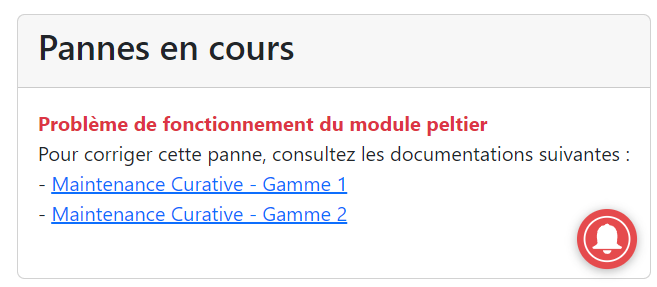 Pannes en cours
Problème de fonctionnement du module peltier
Pour corriger cette panne, consultez les documentations suivantes :
- Maintenance Curative - Gamme 1
- Maintenance Curative - Gamme 2